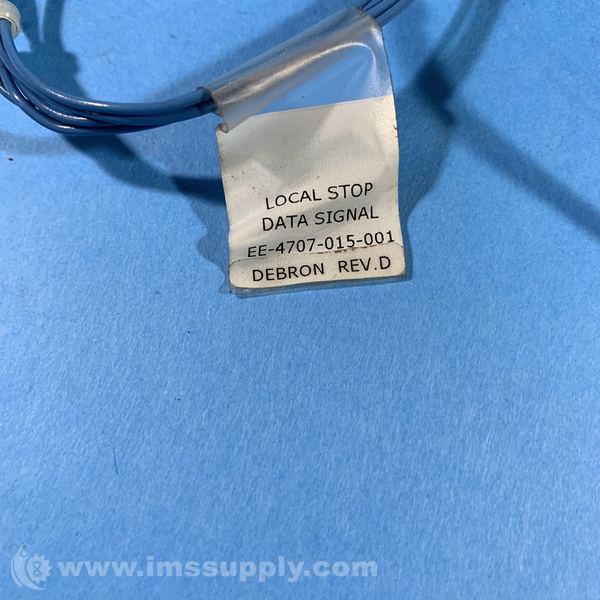 LOCAL STOP
DATA SIGNAL
EE-4707-015-001
DEBRON REV.D
www.imssupply.com